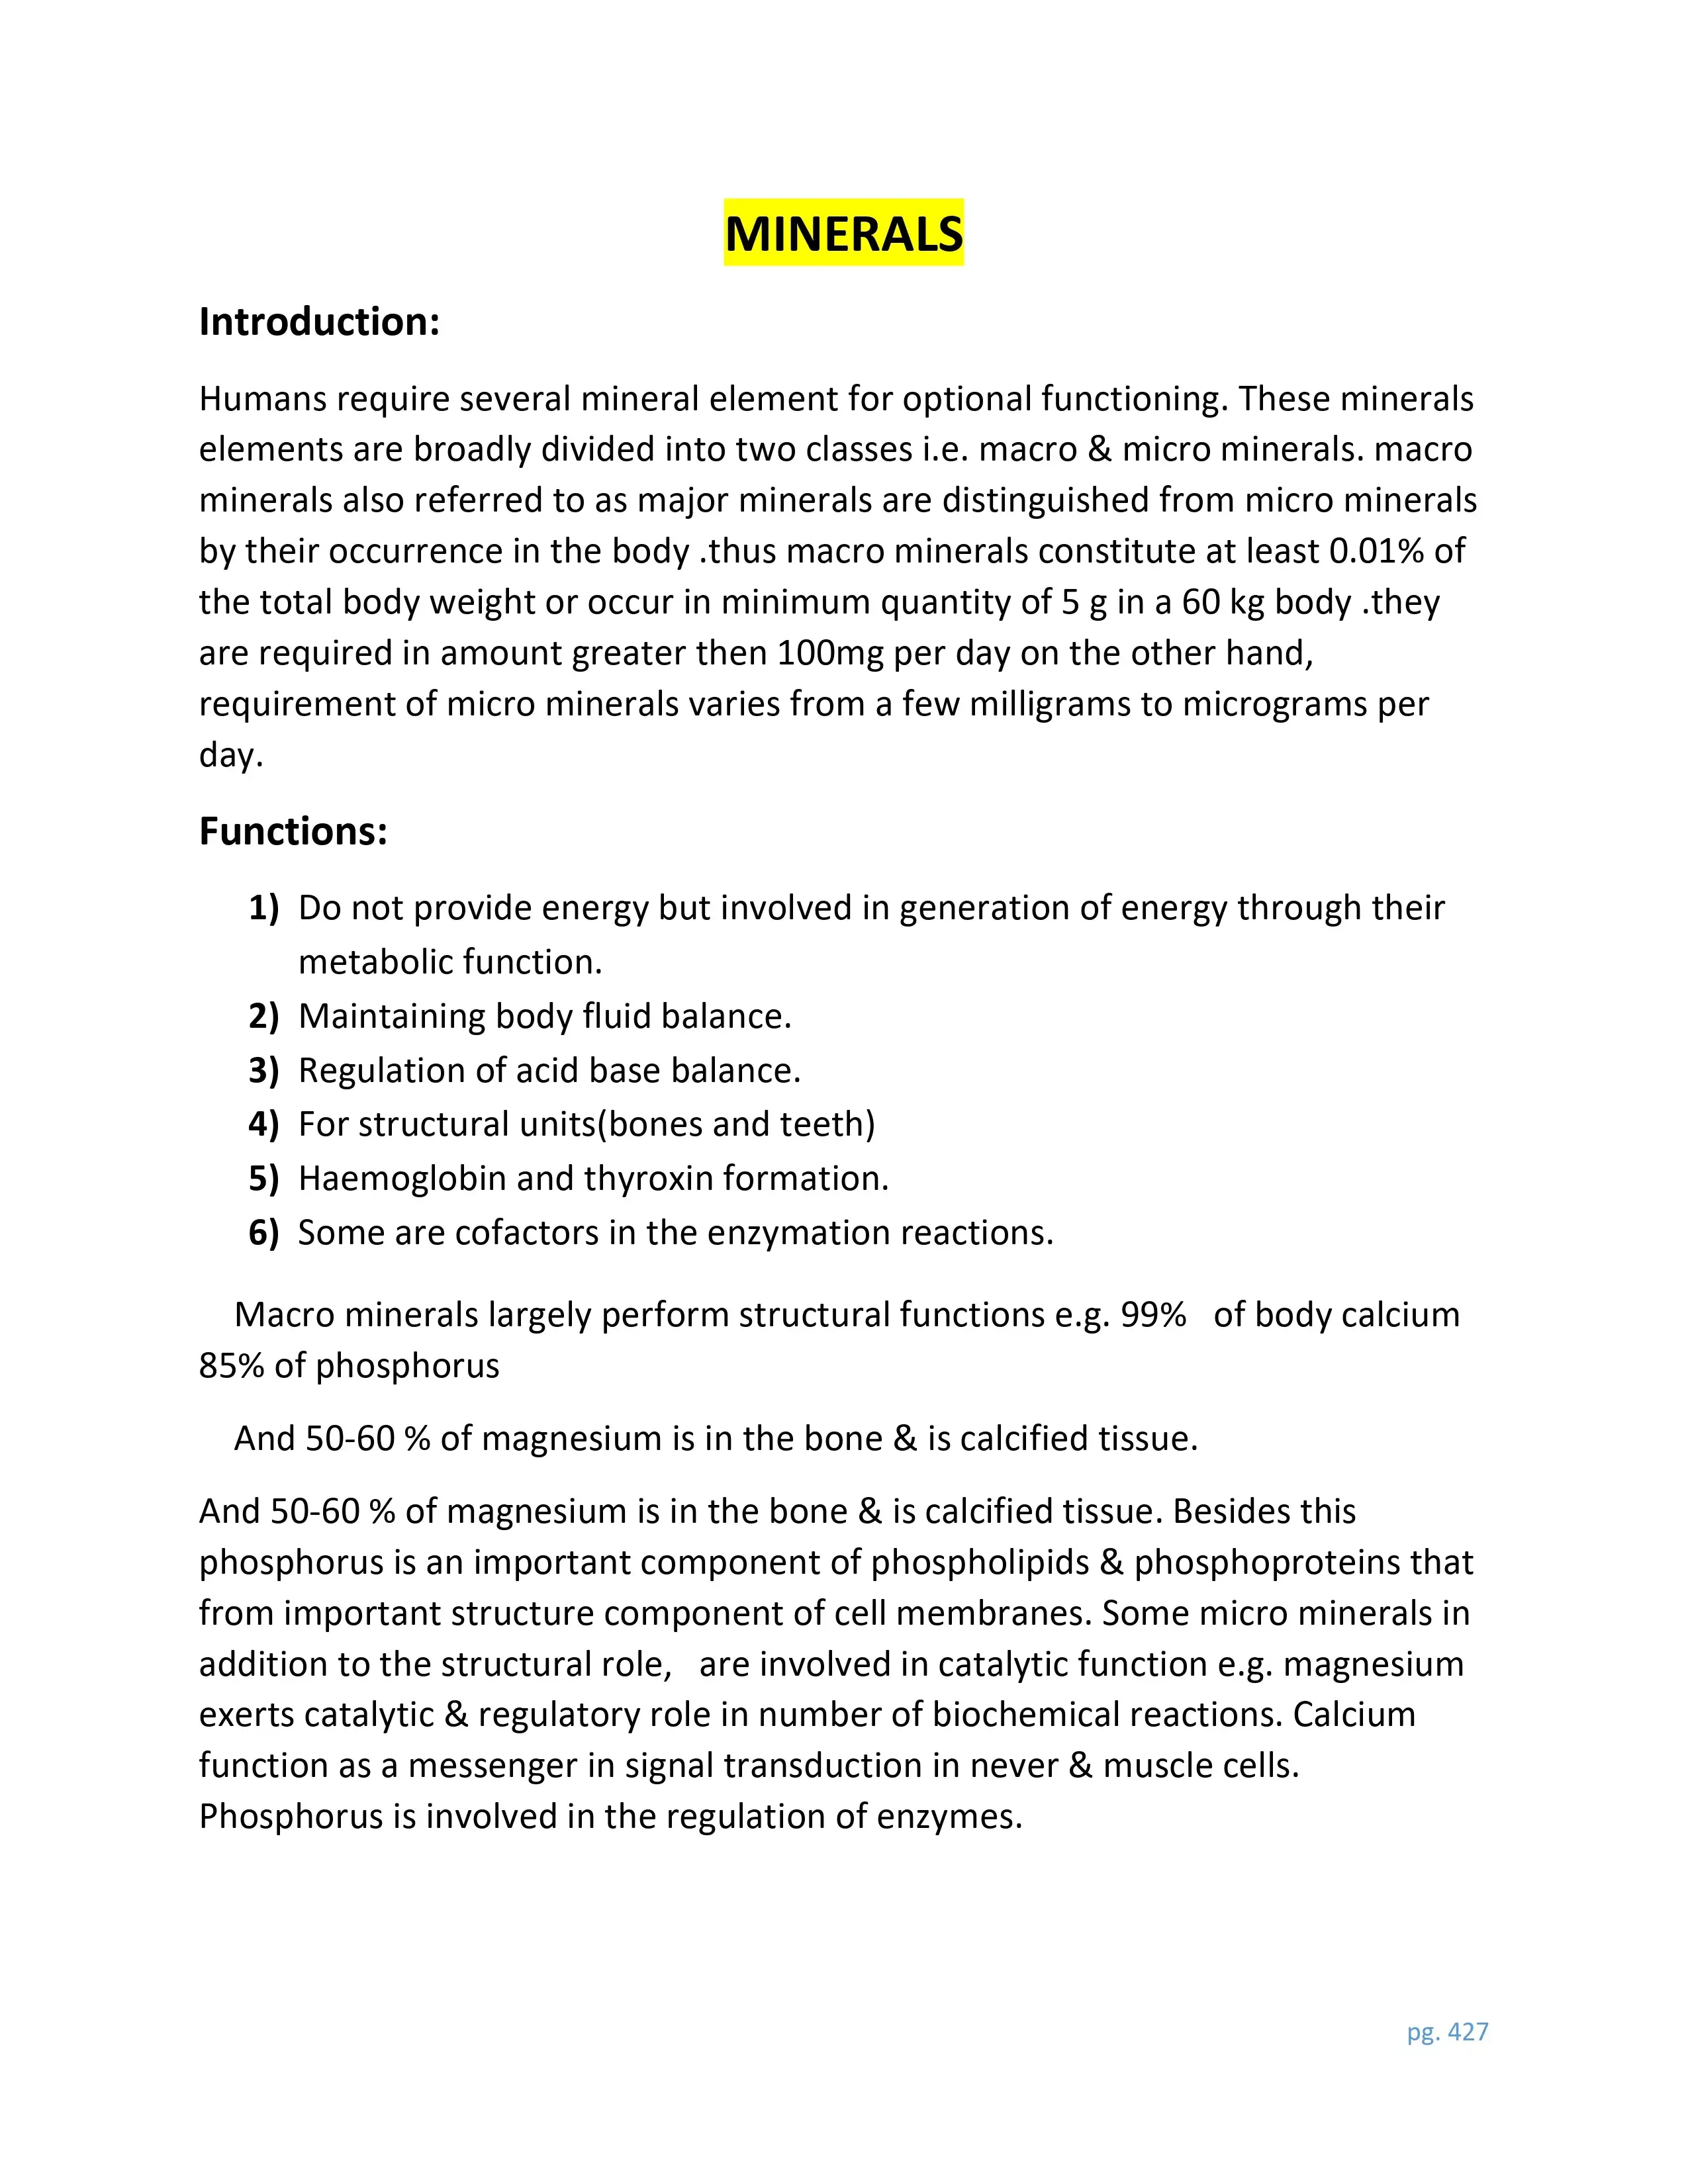 MINERALS
Introduction:
Humans require several mineral element for optional functioning. These minerals
elements are broadly divided into two classes i.e. macro & micro minerals. macro
minerals also referred to as major minerals are distinguished from micro minerals
by their occurrence in the body .thus macro minerals constitute at least 0.01% of
the total body weight or occur in minimum quantity of 5 g in a 60 kg body .they
are required in amount greater then 100mg per day on the other hand,
requirement of micro minerals varies from a few milligrams to micrograms per
day.
Functions:
1) Do not provide energy but involved in generation of energy through their
metabolic function.
2) Maintaining body fluid balance.
3) Regulation of acid base balance.
4) For structural units(bones and teeth)
5) Haemoglobin and thyroxin formation.
6) Some are cofactors in the enzymation reactions.
Macro minerals largely perform structural functions e.g. 99%   of body calcium
85% of phosphorus
And 50-60 % of magnesium is in the bone & is calcified tissue.
And 50-60 % of magnesium is in the bone & is calcified tissue. Besides this
phosphorus is an important component of phospholipids & phosphoproteins that
from important structure component of cell membranes. Some micro minerals in
addition to the structural role,   are involved in catalytic function e.g. magnesium
exerts catalytic & regulatory role in number of biochemical reactions. Calcium
function as a messenger in signal transduction in never & muscle cells.
Phosphorus is involved in the regulation of enzymes.
pg. 427